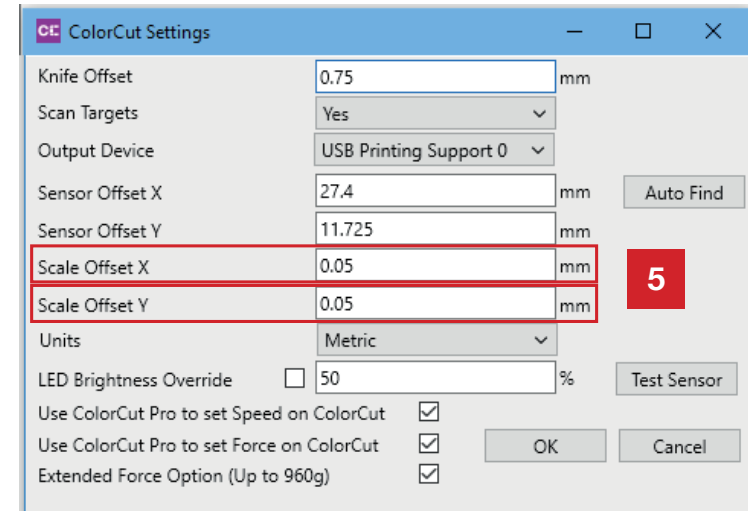 CE ColorCut Settings
Knife Offset 0.75 mm
Scan Targets Yes
Output Device USB Printing Support 0
Sensor Offset X 27.4 mm Auto Find
Sensor Offset Y 11.725 mm
Scale Offset X 0.05 mm
5
Scale Offset Y 0.05 mm
Units Metric
LED Brightness Override 50 % Test Sensor
Use ColorCut Pro to set Speed on ColorCut
Use ColorCut Pro to set Force on ColorCut OK Cancel
Extended Force Option (Up to 960g)